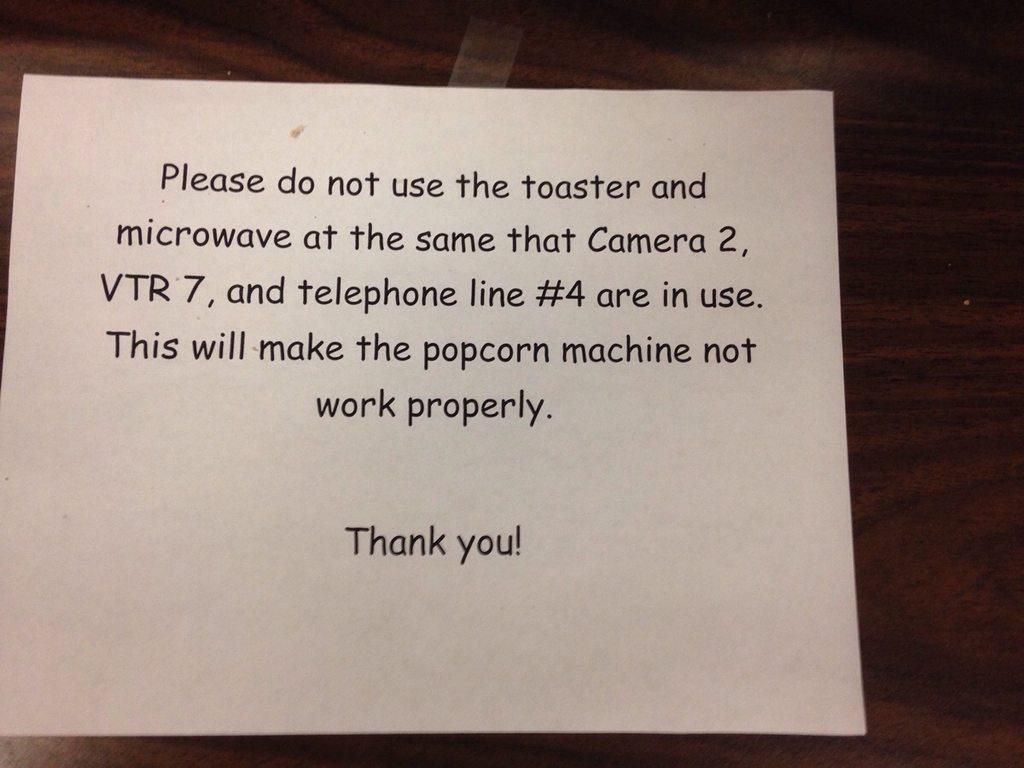 Please do not use the toaster and
microwave at the same that Camera 2,
VTR 7, and telephone line #4 are in use.
This will make the popcorn machine not
work properly.
Thank you!